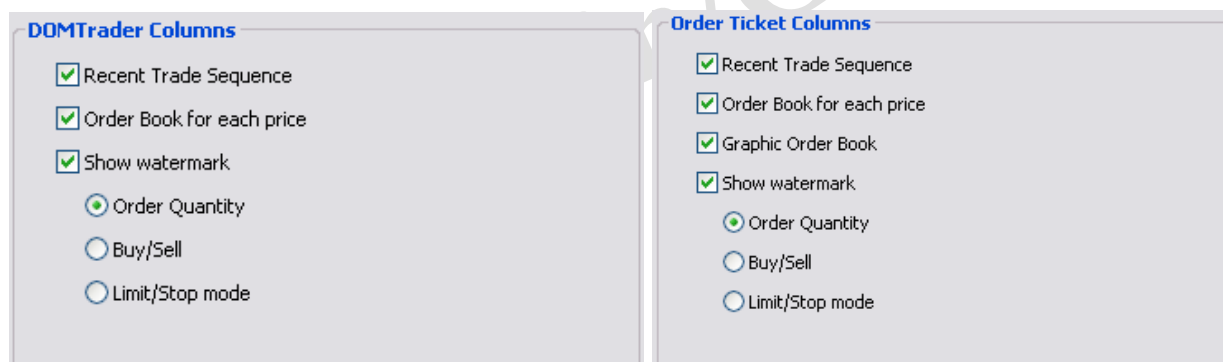 DOMTrader Columns
Recent Trade Sequence
Order Book for each price
Show watermark
Order Quantity
Buy/Sell
Limit/Stop mode
Order Ticket Columns
Recent Trade Sequence
Order Book for each price
Graphic Order Book
Show watermark
Order Quantity
Buy/Sell
Limit/Stop mode